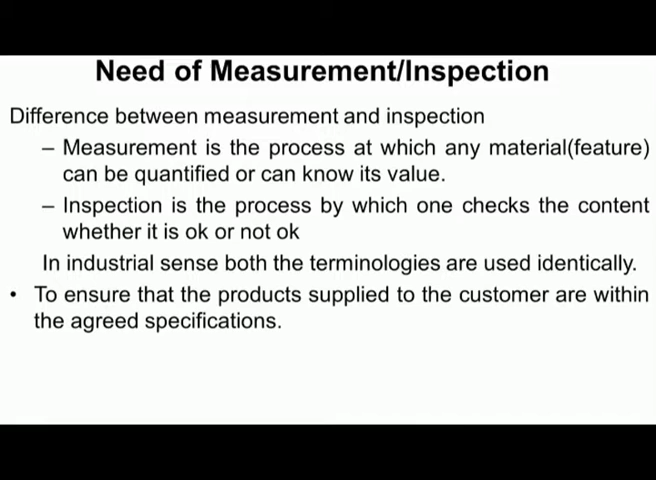 Need of Measurement/Inspection
Difference between measurement and inspection
– Measurement is the process at which any material(feature)
can be quantified or can know its value.
– Inspection is the process by which one checks the content
whether it is ok or not ok
In industrial sense both the terminologies are used identically.
• To ensure that the products supplied to the customer are within
the agreed specifications.